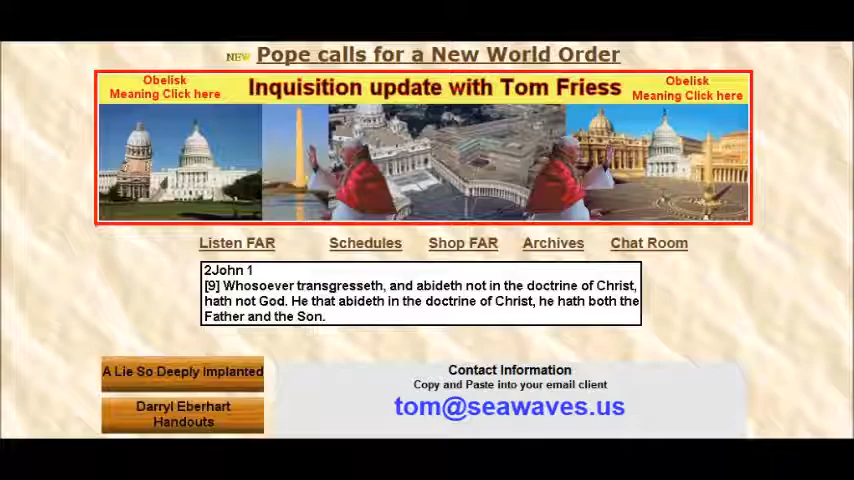 NEW Pope calls for a New World Order
Obelisk
Meaning Click here
Inquisition update with Tom Friess
Obelisk
Meaning Click here
Listen FAR Schedules Shop FAR Archives Chat Room
2John 1
[9] Whosoever transgresseth, and abideth not in the doctrine of Christ,
hath not God. He that abideth in the doctrine of Christ, he hath both the
Father and the Son.
A Lie So Deeply Implanted
Darryl Eberhart
Handouts
Contact Information
Copy and Paste into your email client
tom@seawaves.us